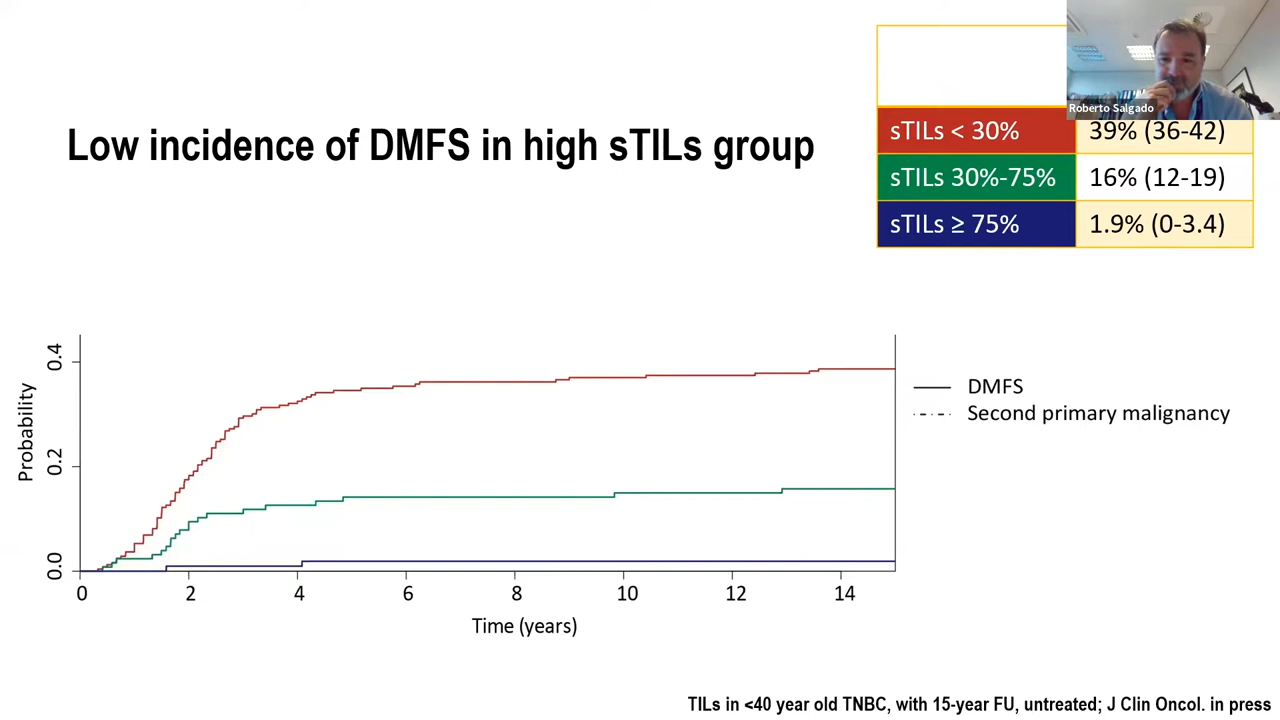 Roberto Salgado
Low incidence of DMFS in high sTILs group
sTILs < 30% 39% (36-42)
sTILs 30%-75% 16% (12-19)
sTILs ≥ 75% 1.9% (0-3.4)
Probability
0.4
0.2
0.0
0 2 4 6 8 10 12 14
Time (years)
DMFS
Second primary malignancy
TILs in <40 year old TNBC, with 15-year FU, untreated; J Clin Oncol. in press